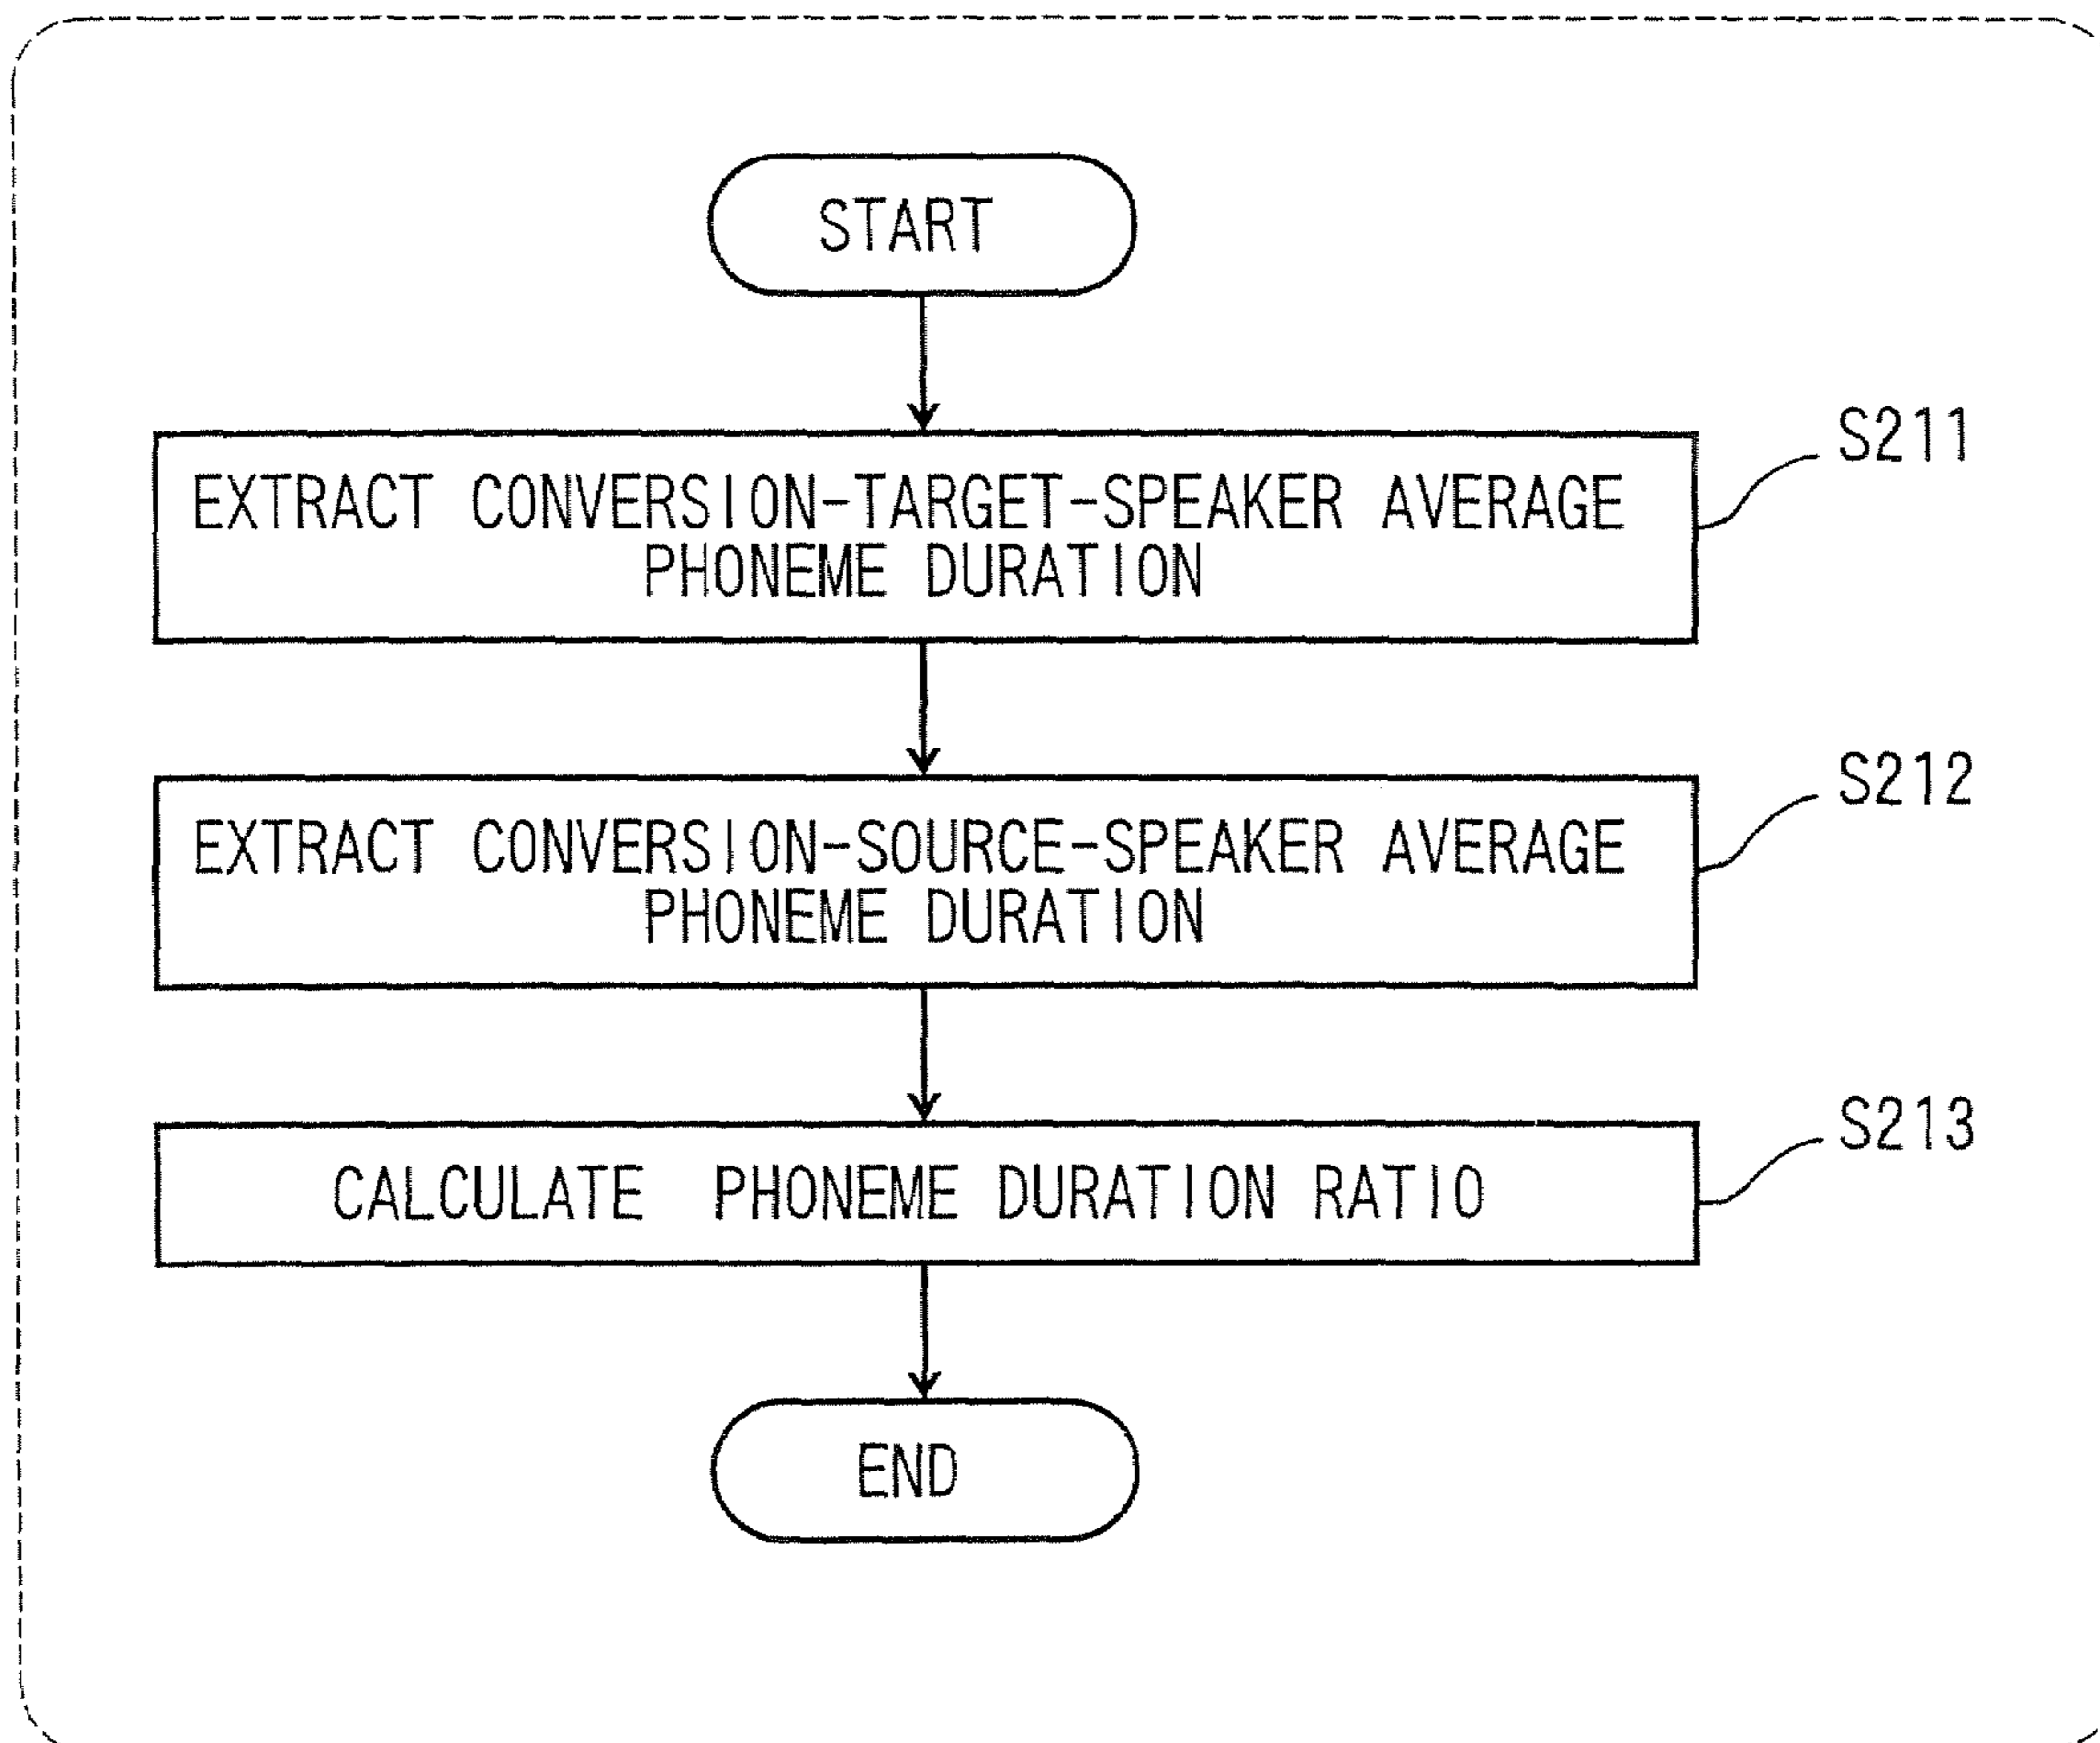 START
S211
EXTRACT CONVERSION-TARGET-SPEAKER AVERAGE
PHONEME DURATION
S212
EXTRACT CONVERSION-SOURCE-SPEAKER AVERAGE
PHONEME DURATION
S213
CALCULATE PHONEME DURATION RATIO
END